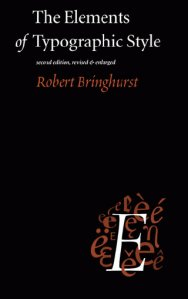 The Elements
of Typographic Style
second edition, revised & enlarged
Robert Bringhurst
E